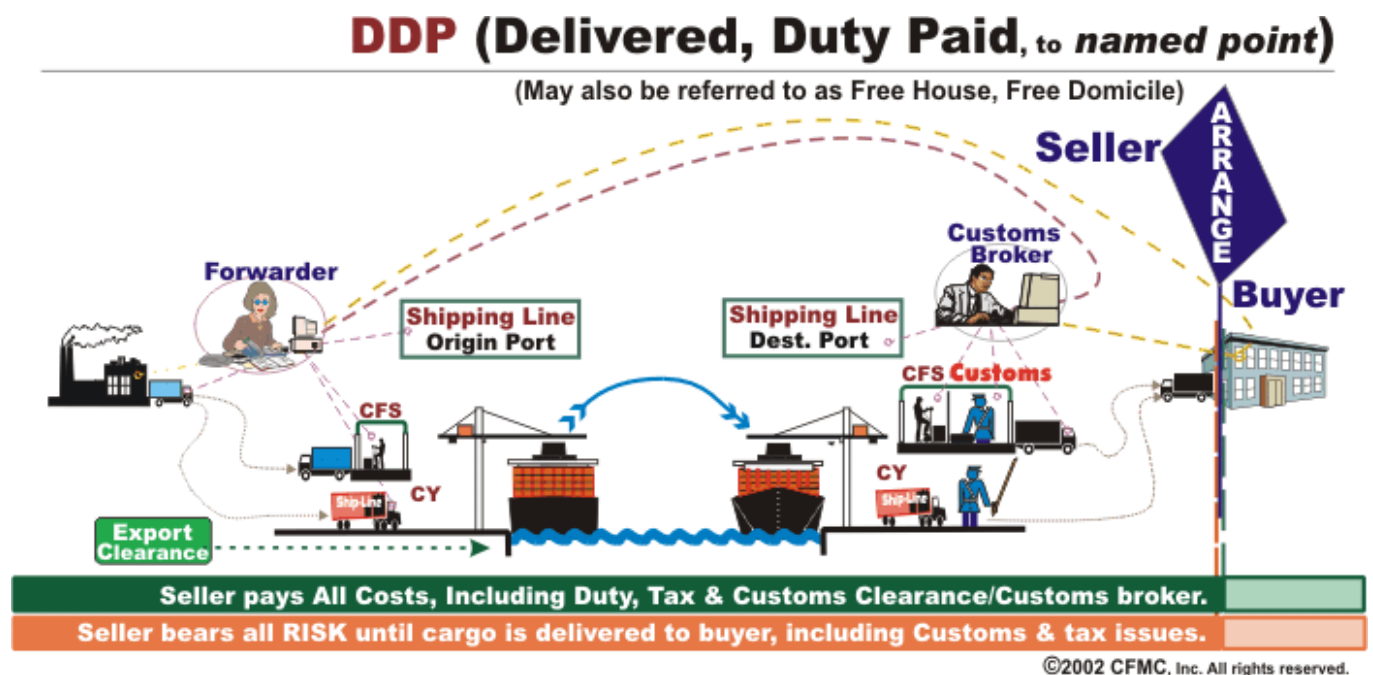 DDP (Delivered, Duty Paid, to named point)
(May also be referred to as Free House, Free Domicile)
Seller
ARRANGE
Buyer
Forwarder
Customs
Broker
Shipping Line
Origin Port
Shipping Line
Dest. Port
CFS
CFS Customs
CY
Ship-Line
CY
Ship-Line
Export
Clearance
Seller pays All Costs, Including Duty, Tax & Customs Clearance/Customs broker.
Seller bears all RISK until cargo is delivered to buyer, including Customs & tax issues.
©2002 CFMC, Inc. All rights reserved.